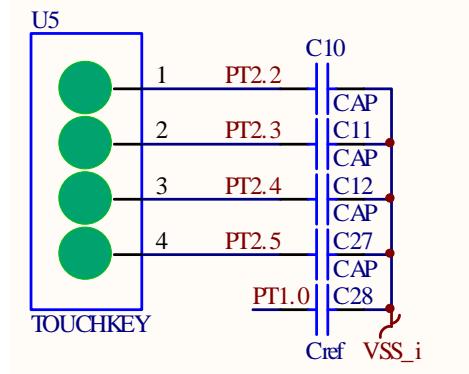 U5
C10
1 PT2.2
CAP
2 PT2.3 C11
CAP
3 PT2.4 C12
CAP
4 PT2.5 C27
CAP
PT1.0 C28
TOUCHKEY Cref VSS_i